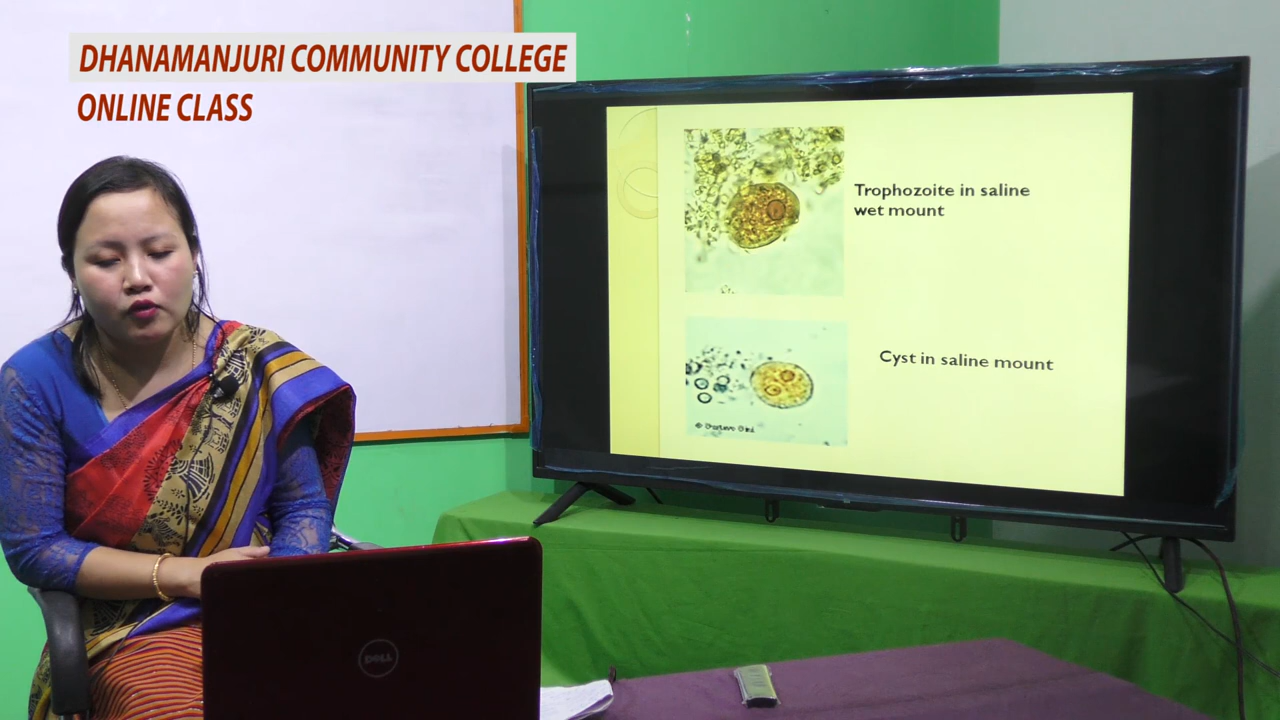 DHANAMANJURI COMMUNITY COLLEGE
ONLINE CLASS
Trophozoite in saline
wet mount
Cyst in saline mount
DELL